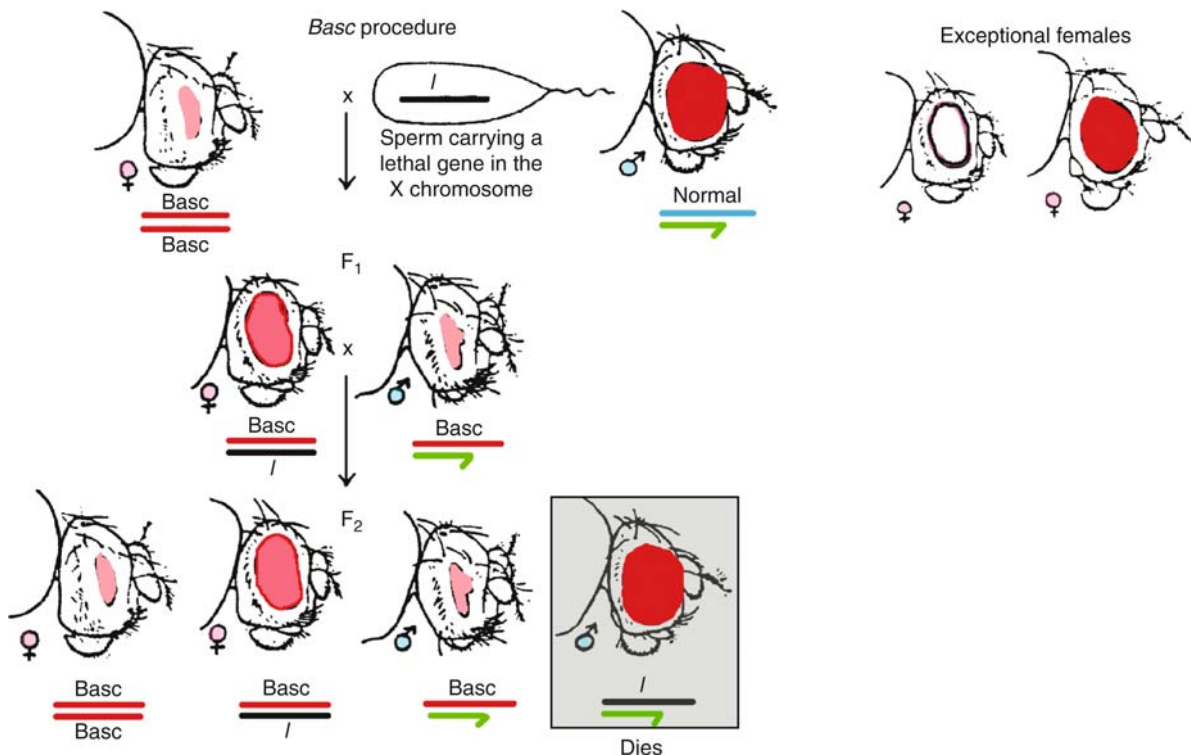 Basc procedure
Exceptional females
x
l
Sperm carrying a
lethal gene in the
X chromosome
♀
♂
♀
♀
Basc
Basc
Normal
F1
x
♀
♂
Basc
l
Basc
F2
♀
♀
♂
♂
Basc
Basc
Basc
l
Basc
l
Dies